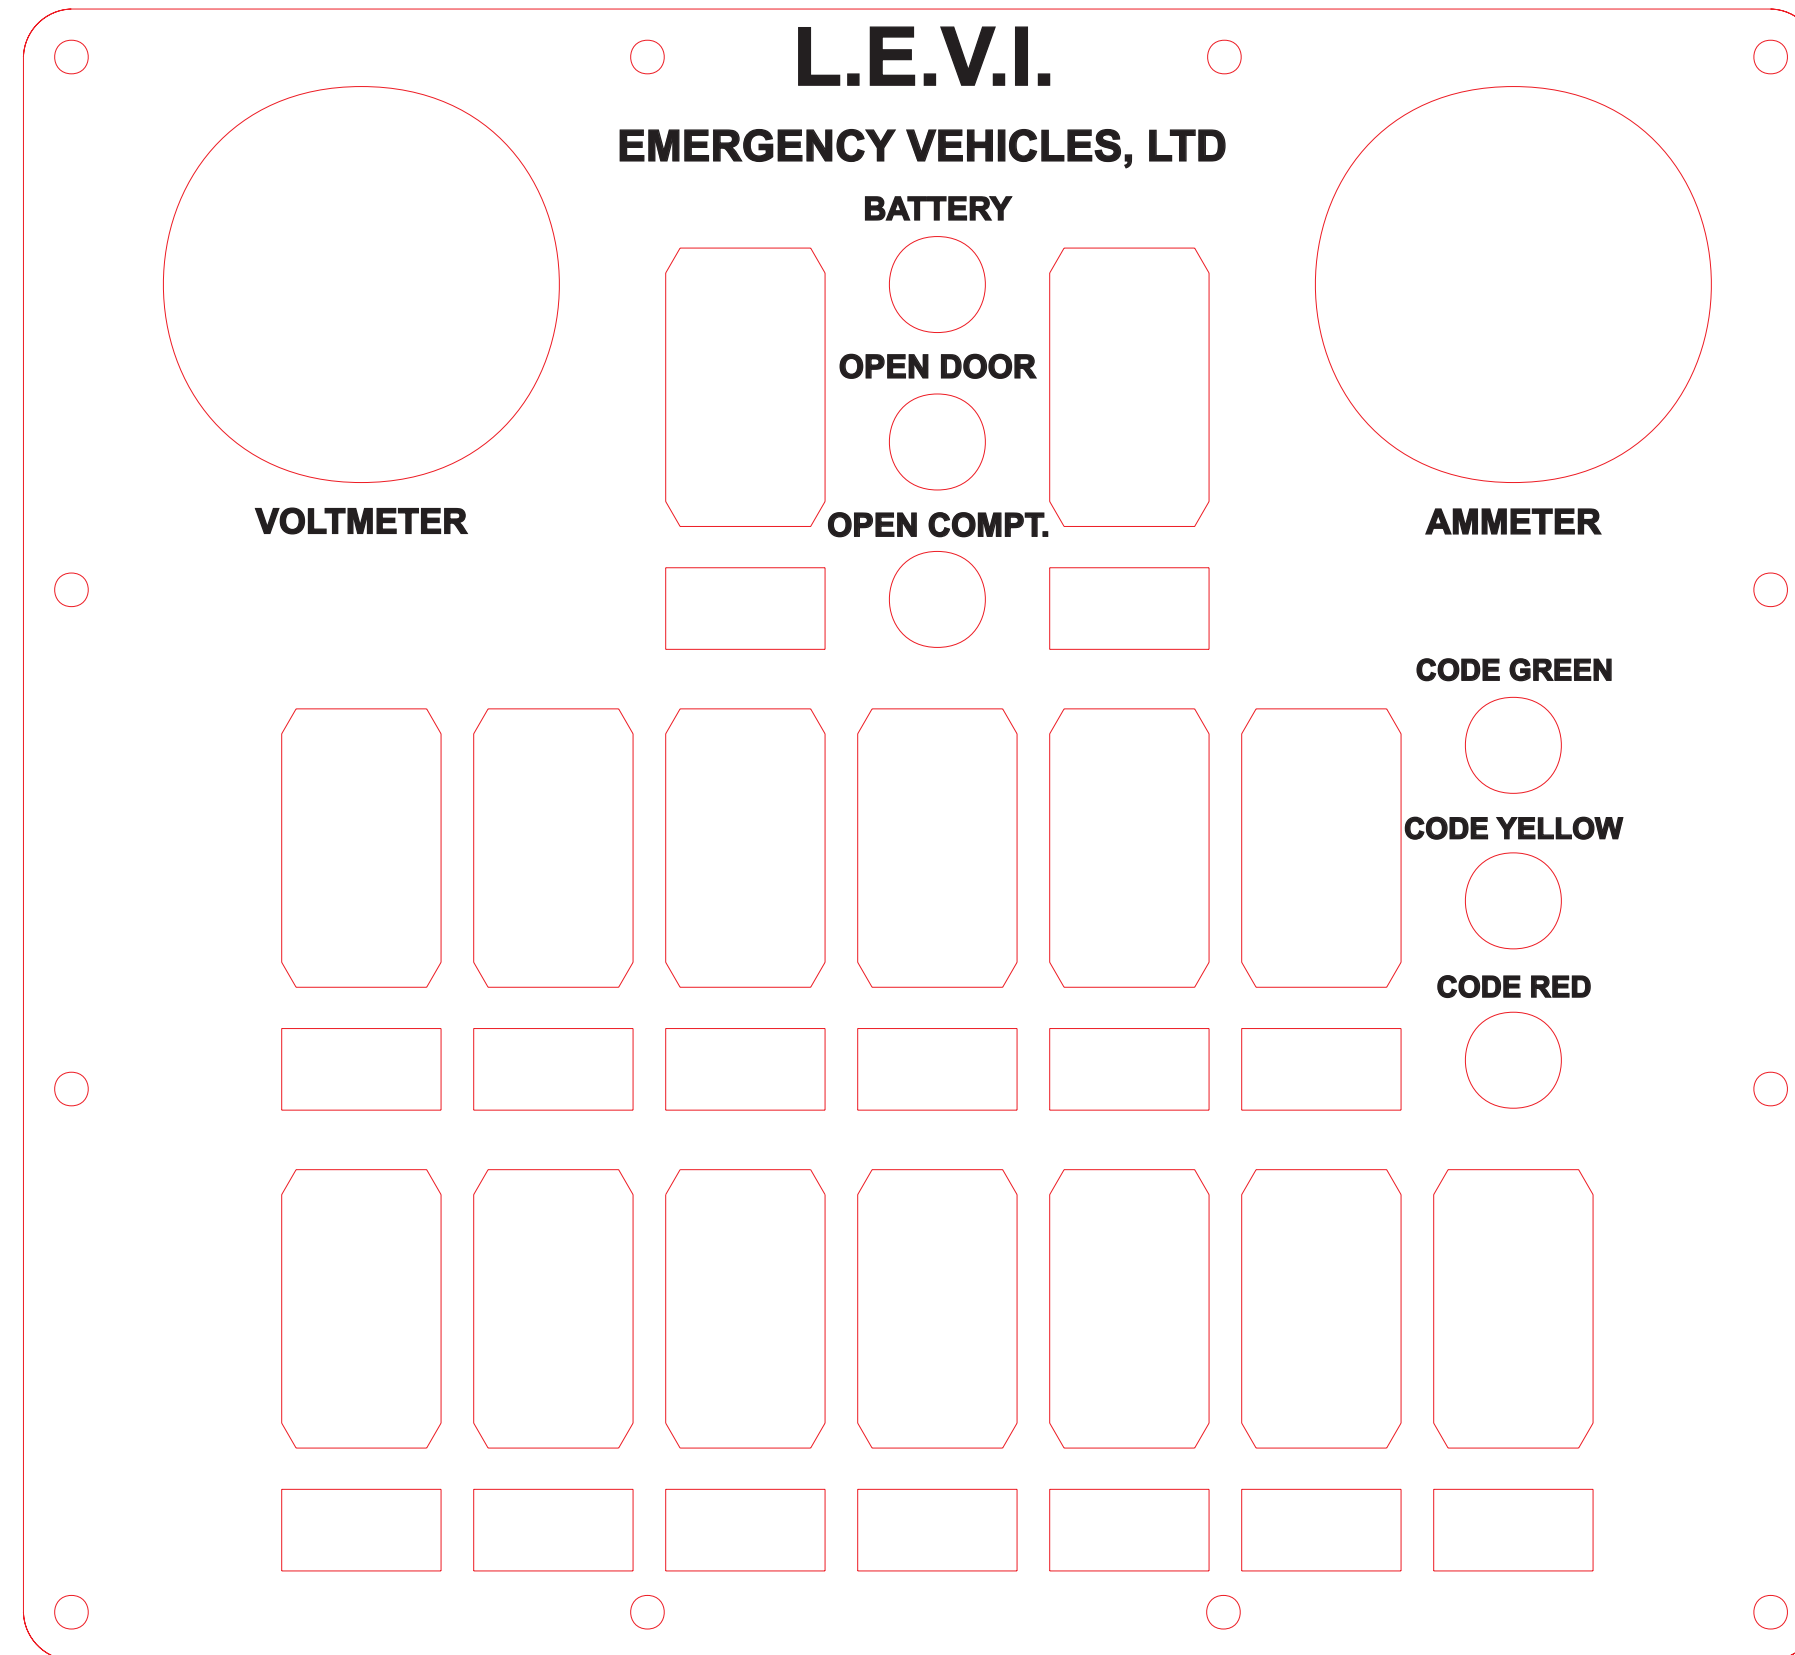 L.E.V.I.
EMERGENCY VEHICLES, LTD
BATTERY
OPEN DOOR
VOLTMETER
OPEN COMPT.
AMMETER
CODE GREEN
CODE YELLOW
CODE RED